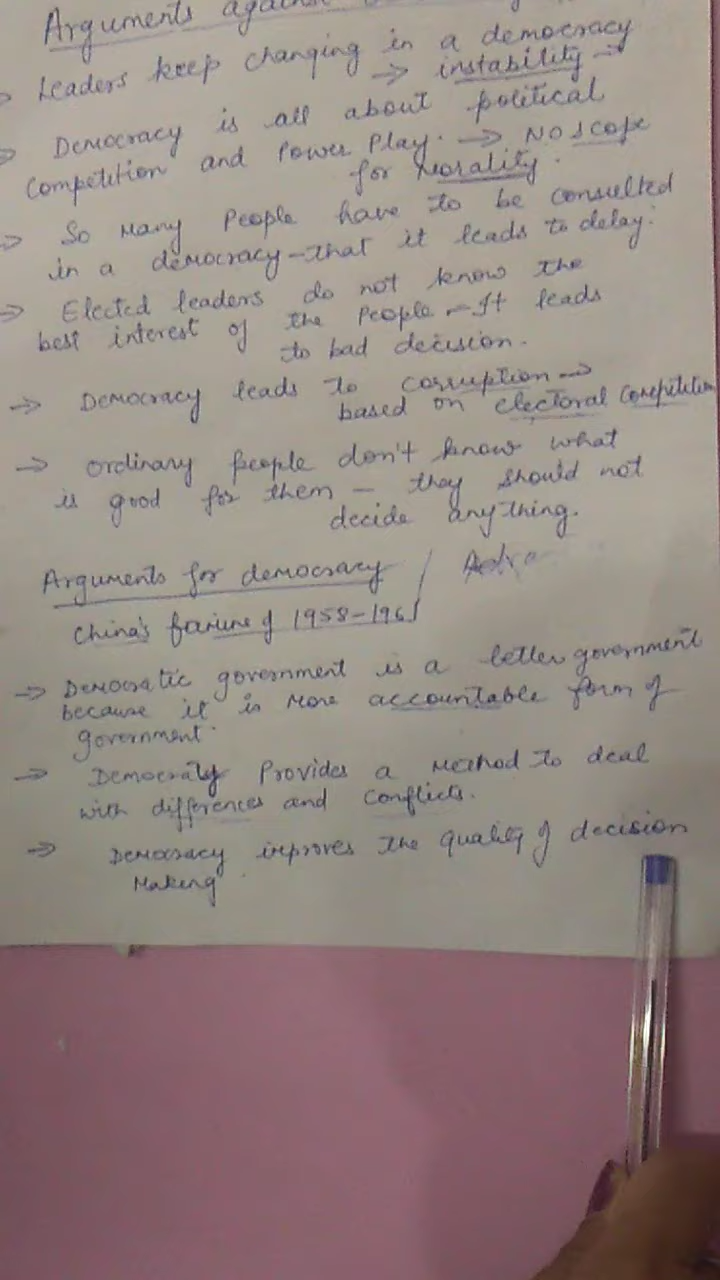 Arguments against
Leaders keep changing in a democracy
→ instability
→ Democracy is all about political
Competition and Power Play. → No scope
for Morality.
→ So Many People have to be consulted
in a democracy - that it leads to delay.
→ Elected leaders do not know the
best interest of the People - It leads
to bad decision.
→ Democracy leads to corruption →
based on electoral Competition
→ ordinary people don't know what
is good for them - they should not
decide anything.
Arguments for democracy /
China's famine of 1958-1961
→ Democratic government is a better government
because it is More accountable form of
government.
→ Democracy Provides a Method to deal
with differences and Conflicts.
→ Democracy improves the quality of decision
Making.